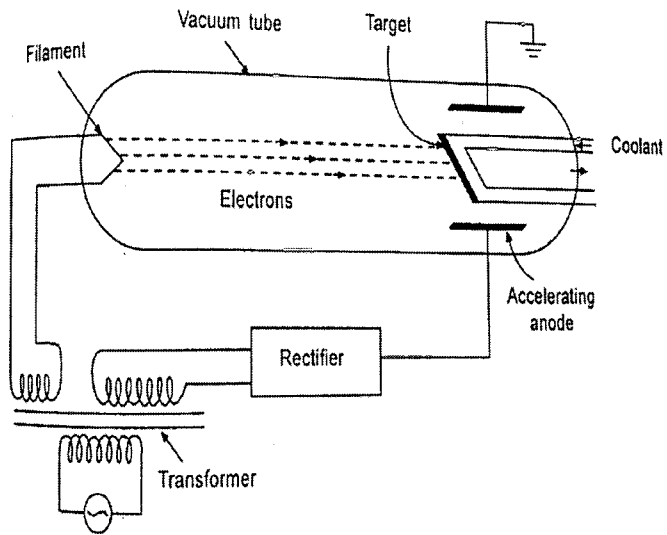 Vacuum tube
Target
Filament
Coolant
Electrons
Accelerating
anode
Rectifier
Transformer